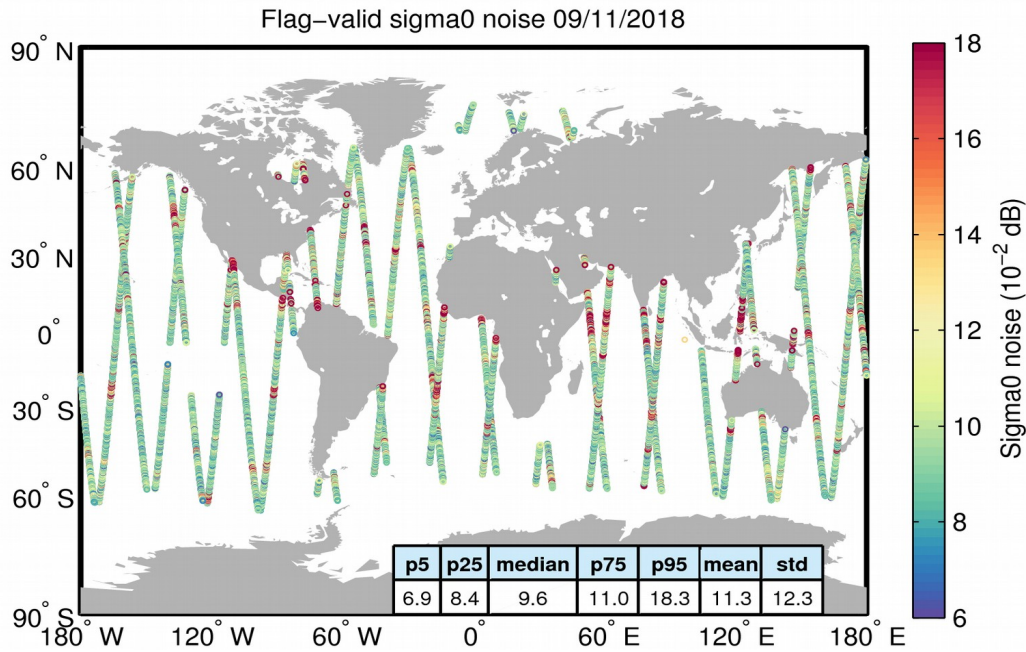 Flag-valid sigma0 noise 09/11/2018
90° N
60° N
30° N
0°
30° S
60° S
90° S
180° W
120° W
60° W
0°
60° E
120° E
180° E
p5 p25 median p75 p95 mean std
6.9 8.4 9.6 11.0 18.3 11.3 12.3
18
16
14
12
10
8
6
Sigma0 noise (10⁻² dB)